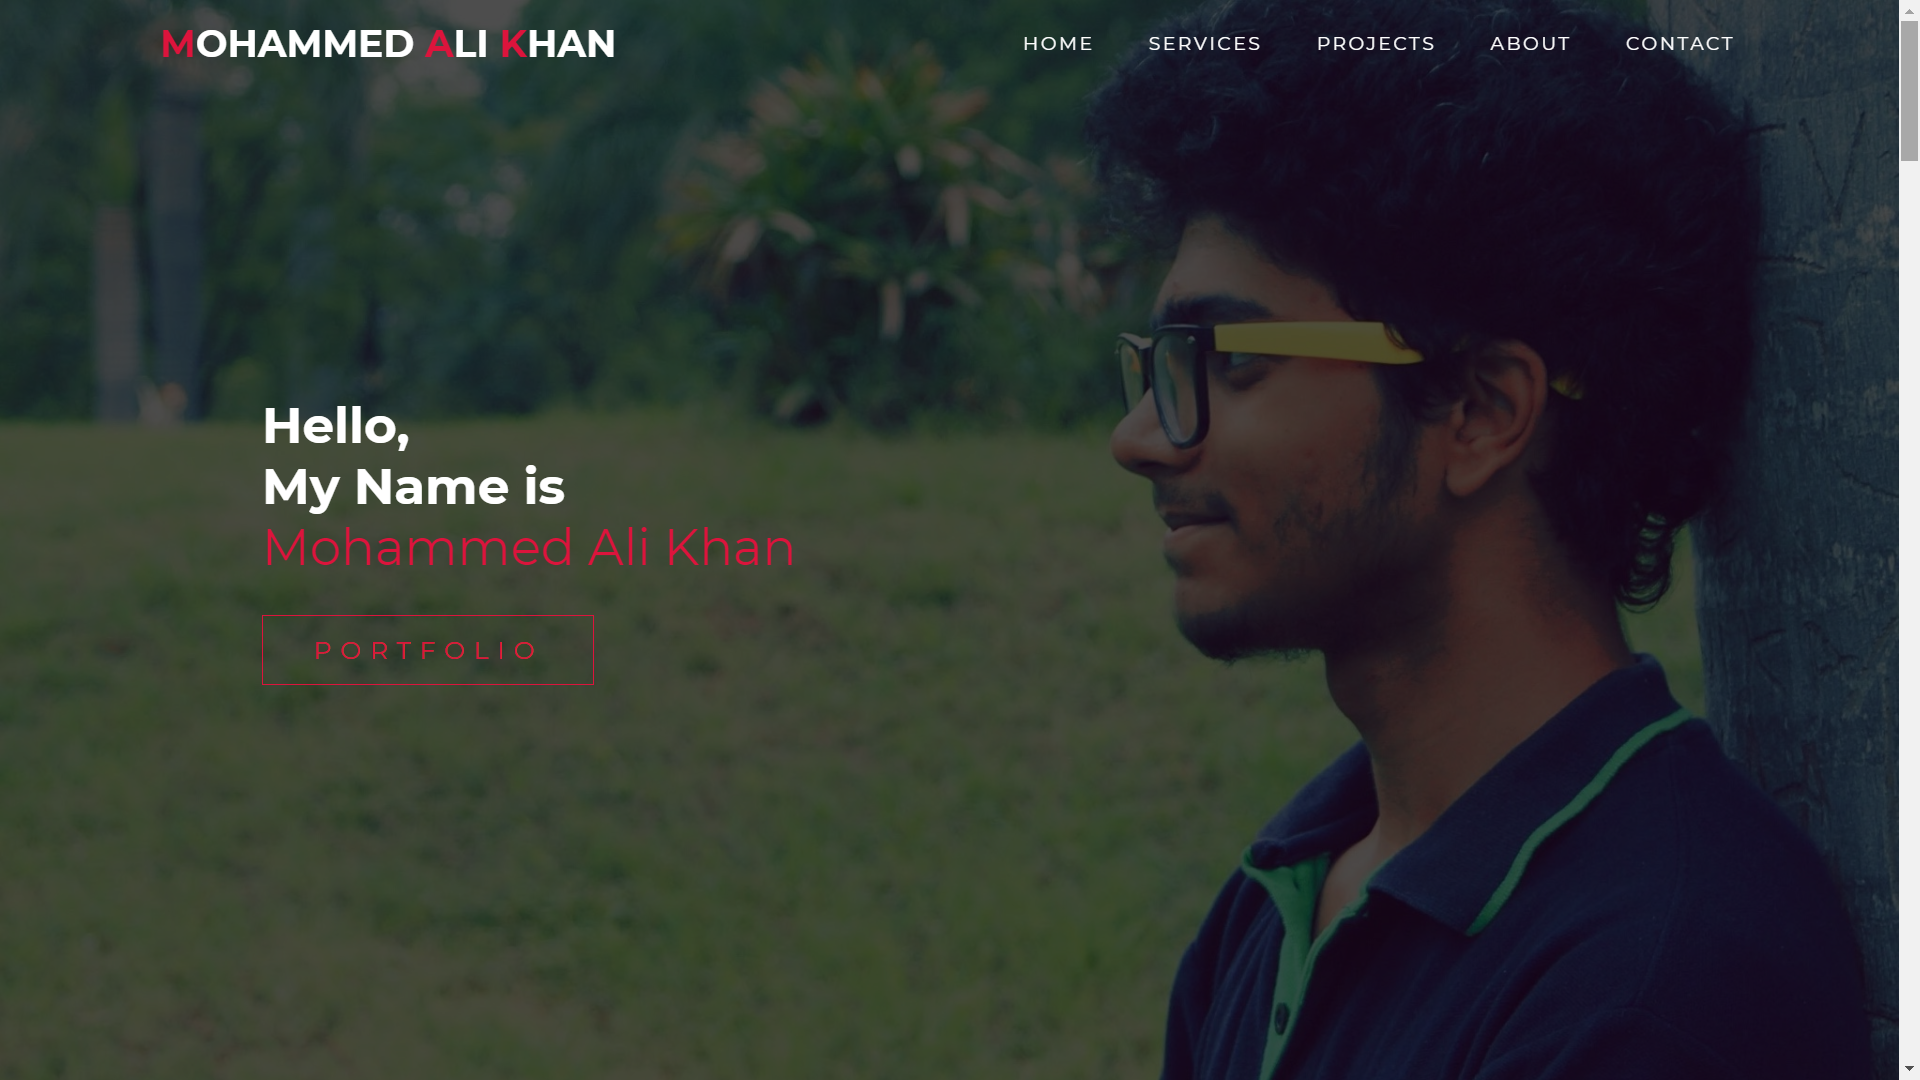 MOHAMMED ALI KHAN
HOME SERVICES PROJECTS ABOUT CONTACT
Hello,
My Name is
Mohammed Ali Khan
PORTFOLIO